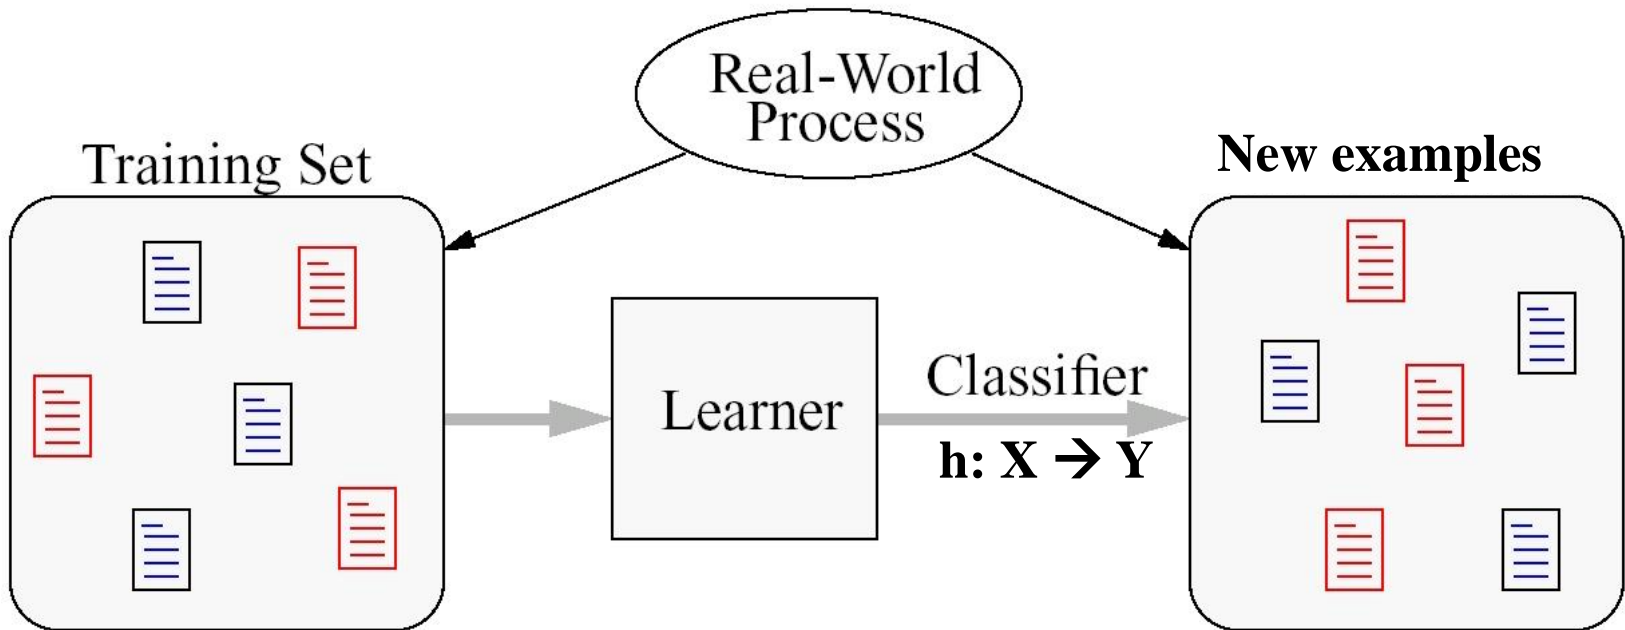 Real-World
Process
Training Set
New examples
Learner
Classifier
h: X → Y